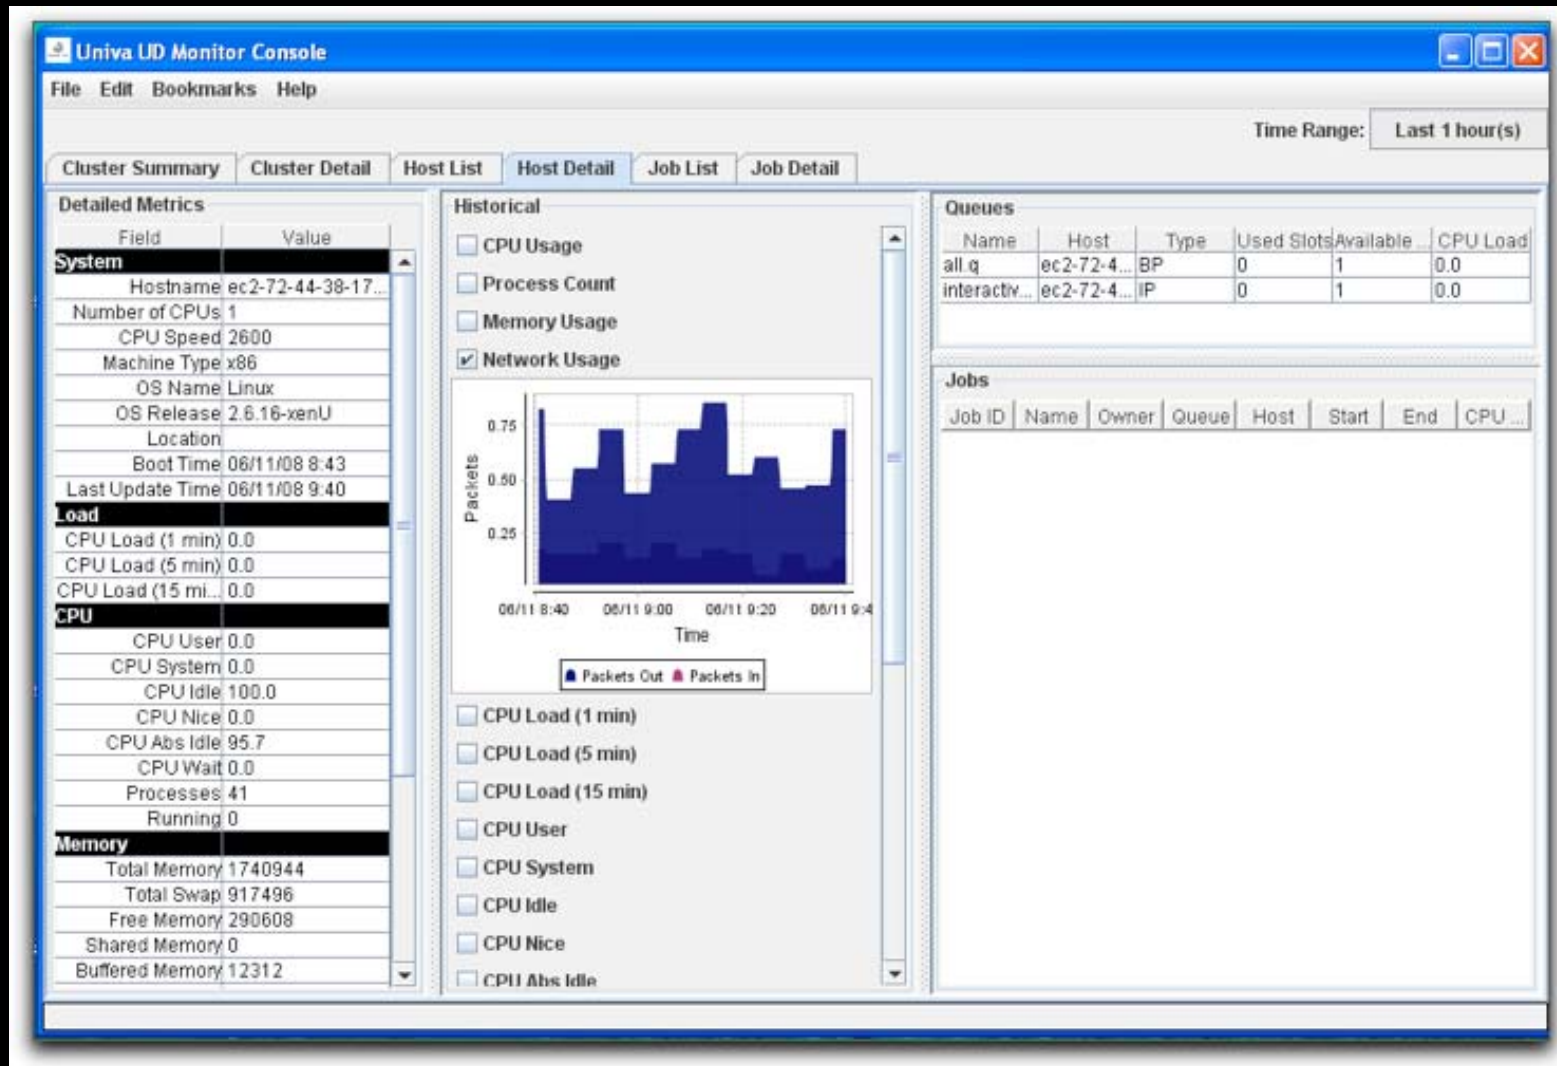 Univa UD Monitor Console
File Edit Bookmarks Help
Time Range: Last 1 hour(s)
Cluster Summary Cluster Detail Host List Host Detail Job List Job Detail
Detailed Metrics
Field Value
System
Hostname ec2-72-44-38-17...
Number of CPUs 1
CPU Speed 2600
Machine Type x86
OS Name Linux
OS Release 2.6.16-xenU
Location
Boot Time 06/11/08 8:43
Last Update Time 06/11/08 9:40
Load
CPU Load (1 min) 0.0
CPU Load (5 min) 0.0
CPU Load (15 mi... 0.0
CPU
CPU User 0.0
CPU System 0.0
CPU Idle 100.0
CPU Nice 0.0
CPU Abs Idle 95.7
CPU Wait 0.0
Processes 41
Running 0
Memory
Total Memory 1740944
Total Swap 917496
Free Memory 290608
Shared Memory 0
Buffered Memory 12312
Historical
CPU Usage
Process Count
Memory Usage
Network Usage
0.75
0.50
0.25
Packets
06/11 8:40 06/11 9:00 06/11 9:20 06/11 9:4
Time
Packets Out Packets In
CPU Load (1 min)
CPU Load (5 min)
CPU Load (15 min)
CPU User
CPU System
CPU Idle
CPU Nice
CPU Abs Idle
Queues
Name Host Type Used Slots Available ... CPU Load
all.q ec2-72-4... BP 0 1 0.0
interactiv... ec2-72-4... IP 0 1 0.0
Jobs
Job ID Name Owner Queue Host Start End CPU ...